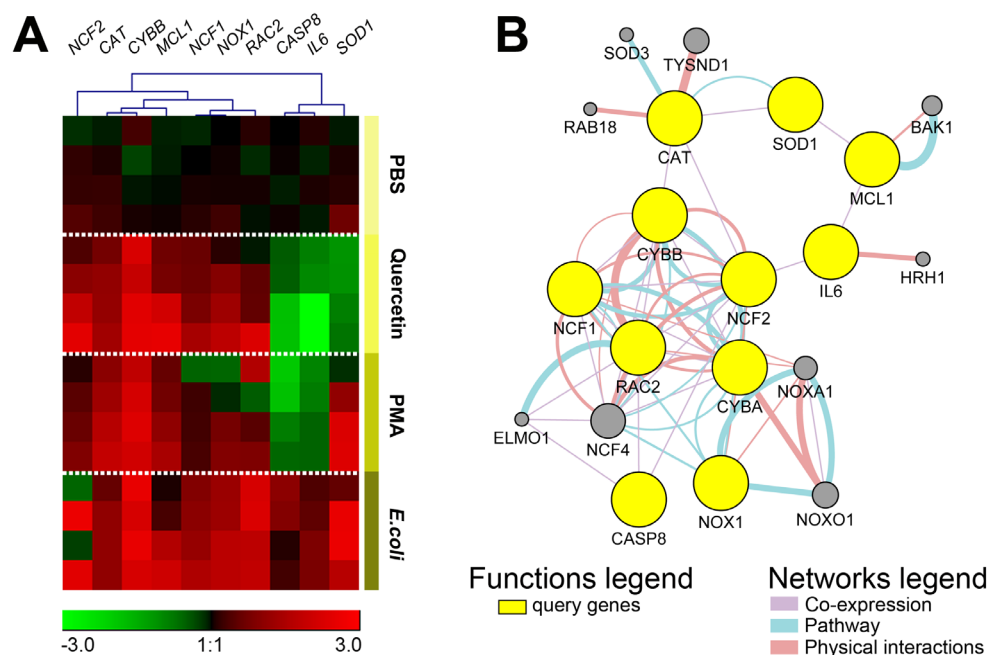 A
NCF2 CAT CYBB MCL1 NCF1 NOX1 RAC2 CASP8 IL6 SOD1
PBS
Quercetin
PMA
E.coli
-3.0 1:1 3.0
B
SOD3
TYSND1
RAB18
CAT
SOD1
BAK1
MCL1
CYBB
IL6
HRH1
NCF1
NCF2
RAC2
CYBA
NOXA1
ELMO1
NCF4
CASP8
NOX1
NOXO1
Functions legend
query genes
Networks legend
Co-expression
Pathway
Physical interactions